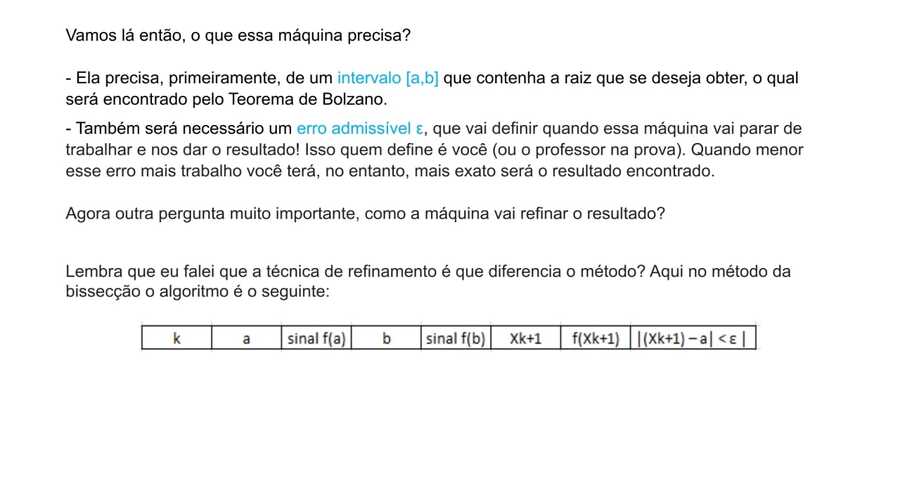 Vamos lá então, o que essa máquina precisa?
- Ela precisa, primeiramente, de um intervalo [a,b] que contenha a raiz que se deseja obter, o qual
será encontrado pelo Teorema de Bolzano.
- Também será necessário um erro admissível ε, que vai definir quando essa máquina vai parar de
trabalhar e nos dar o resultado! Isso quem define é você (ou o professor na prova). Quando menor
esse erro mais trabalho você terá, no entanto, mais exato será o resultado encontrado.
Agora outra pergunta muito importante, como a máquina vai refinar o resultado?
Lembra que eu falei que a técnica de refinamento é que diferencia o método? Aqui no método da
bissecção o algoritmo é o seguinte:
k a sinal f(a) b sinal f(b) Xk+1 f(Xk+1) |(Xk+1) – a| < ε |